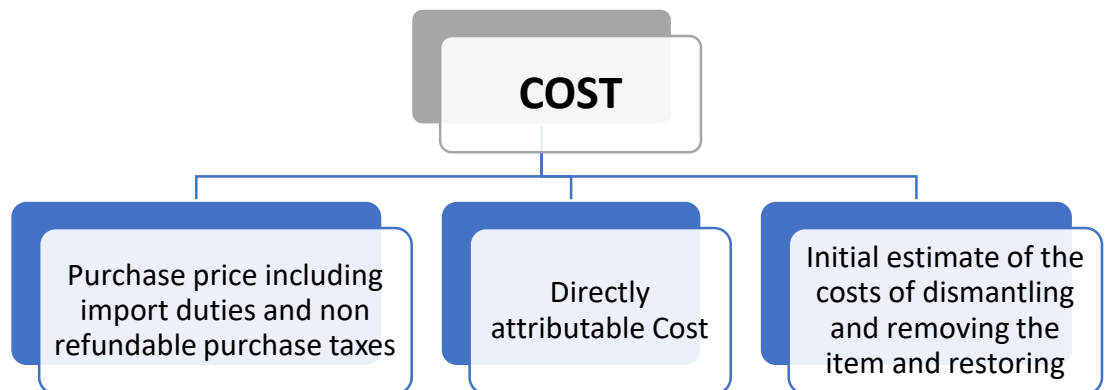 COST
Purchase price including
import duties and non
refundable purchase taxes
Directly
attributable Cost
Initial estimate of the
costs of dismantling
and removing the
item and restoring